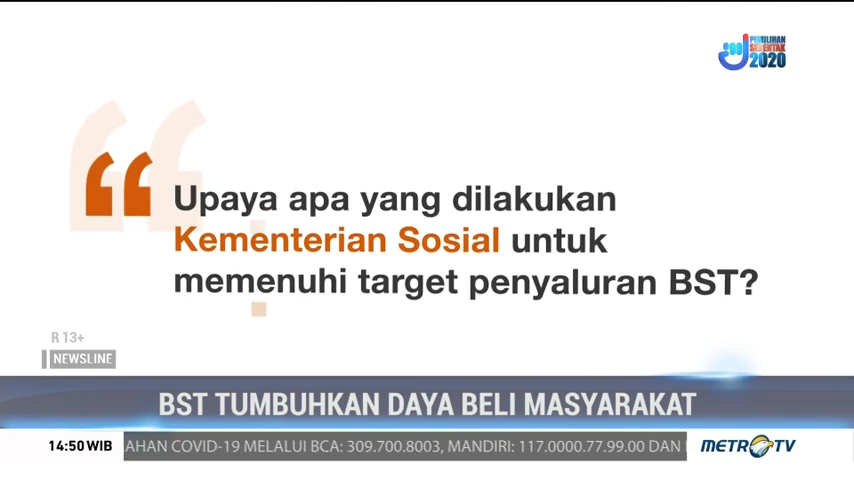 PEMILIHAN
SERENTAK
2020
Upaya apa yang dilakukan
Kementerian Sosial untuk
memenuhi target penyaluran BST?
R 13+
NEWSLINE
BST TUMBUHKAN DAYA BELI MASYARAKAT
14:50 WIB
AHAN COVID-19 MELALUI BCA: 309.700.8003, MANDIRI: 117.0000.77.99.00 DAN
METRO TV